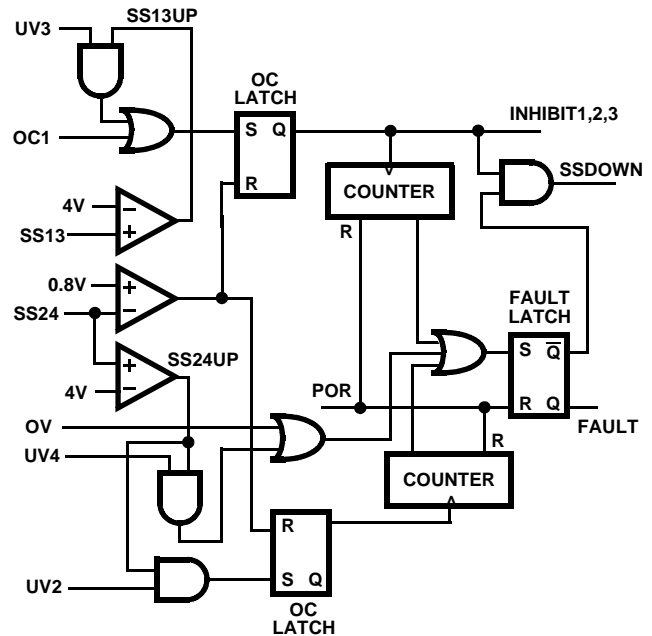 SS13UP
UV3
OC
LATCH
INHIBIT1,2,3
S Q
OC1
SSDOWN
R
COUNTER
4V
−
SS13
+
R
0.8V
+
SS24
−
FAULT
LATCH
SS24UP
+
S Q
4V
−
POR
R Q
OV
FAULT
UV4
R
COUNTER
R
UV2
S Q
OC
LATCH